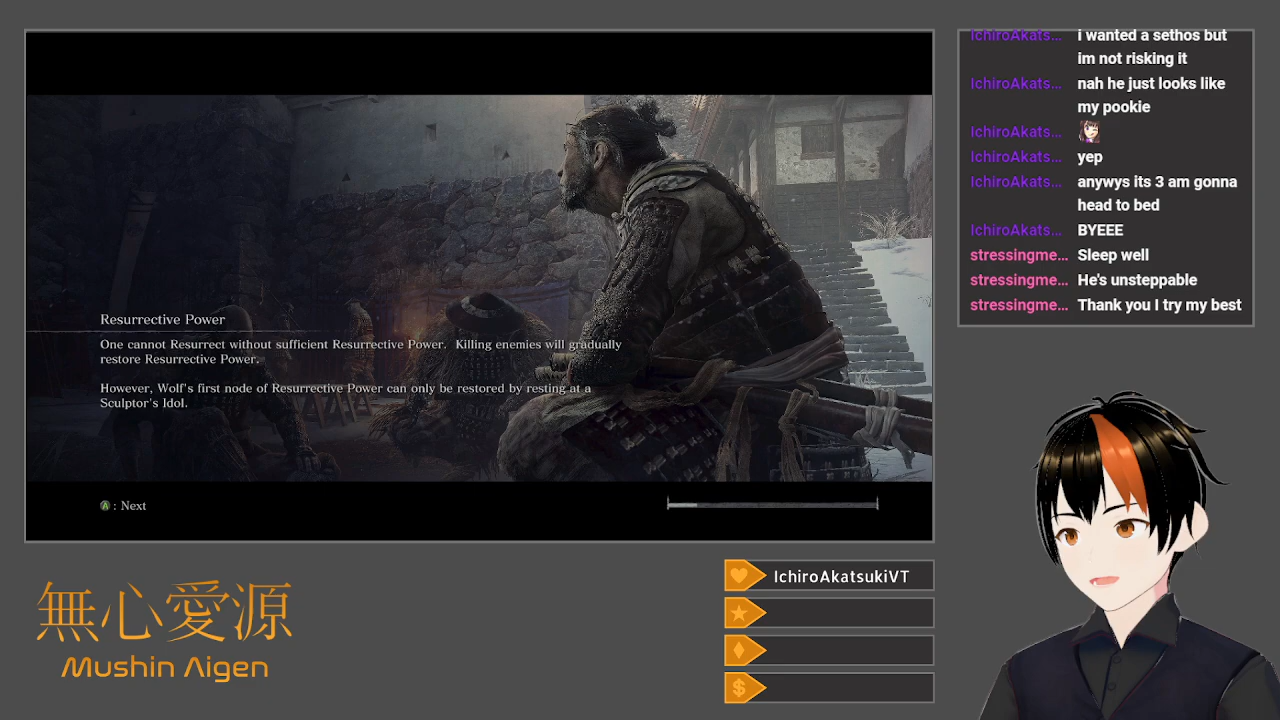 Resurrective Power
One cannot Resurrect without sufficient Resurrective Power. Killing enemies will gradually
restore Resurrective Power.
However, Wolf's first node of Resurrective Power can only be restored by resting at a
Sculptor's Idol.
A : Next
IchiroAkats... i wanted a sethos but
im not risking it
IchiroAkats... nah he just looks like
my pookie
IchiroAkats...
IchiroAkats... yep
IchiroAkats... anywys its 3 am gonna
head to bed
IchiroAkats... BYEEE
stressingme... Sleep well
stressingme... He's unsteppable
stressingme... Thank you I try my best
無心愛源
Mushin Aigen
IchiroAkatsukiVT
$